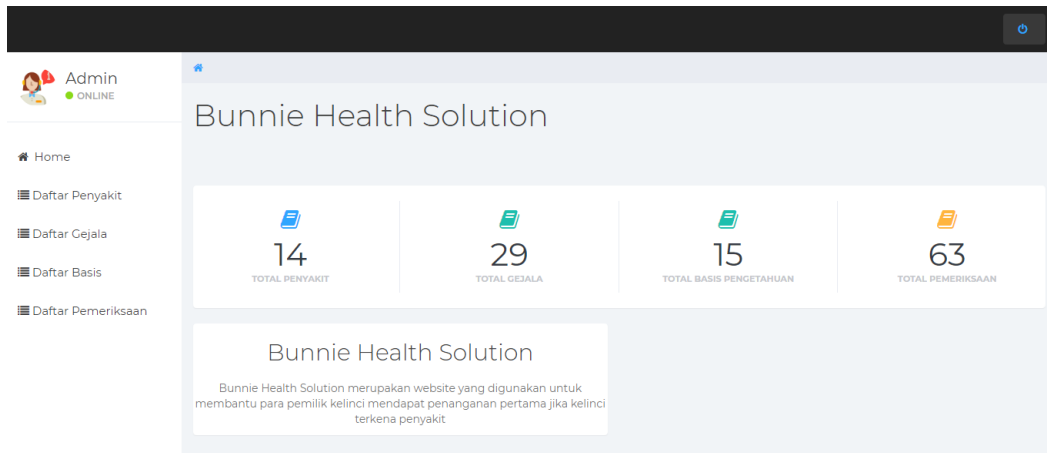 Admin
ONLINE
Home
Daftar Penyakit
Daftar Gejala
Daftar Basis
Daftar Pemeriksaan
Bunnie Health Solution
14
TOTAL PENYAKIT
29
TOTAL GEJALA
15
TOTAL BASIS PENGETAHUAN
63
TOTAL PEMERIKSAAN
Bunnie Health Solution
Bunnie Health Solution merupakan website yang digunakan untuk
membantu para pemilik kelinci mendapat penanganan pertama jika kelinci
terkena penyakit